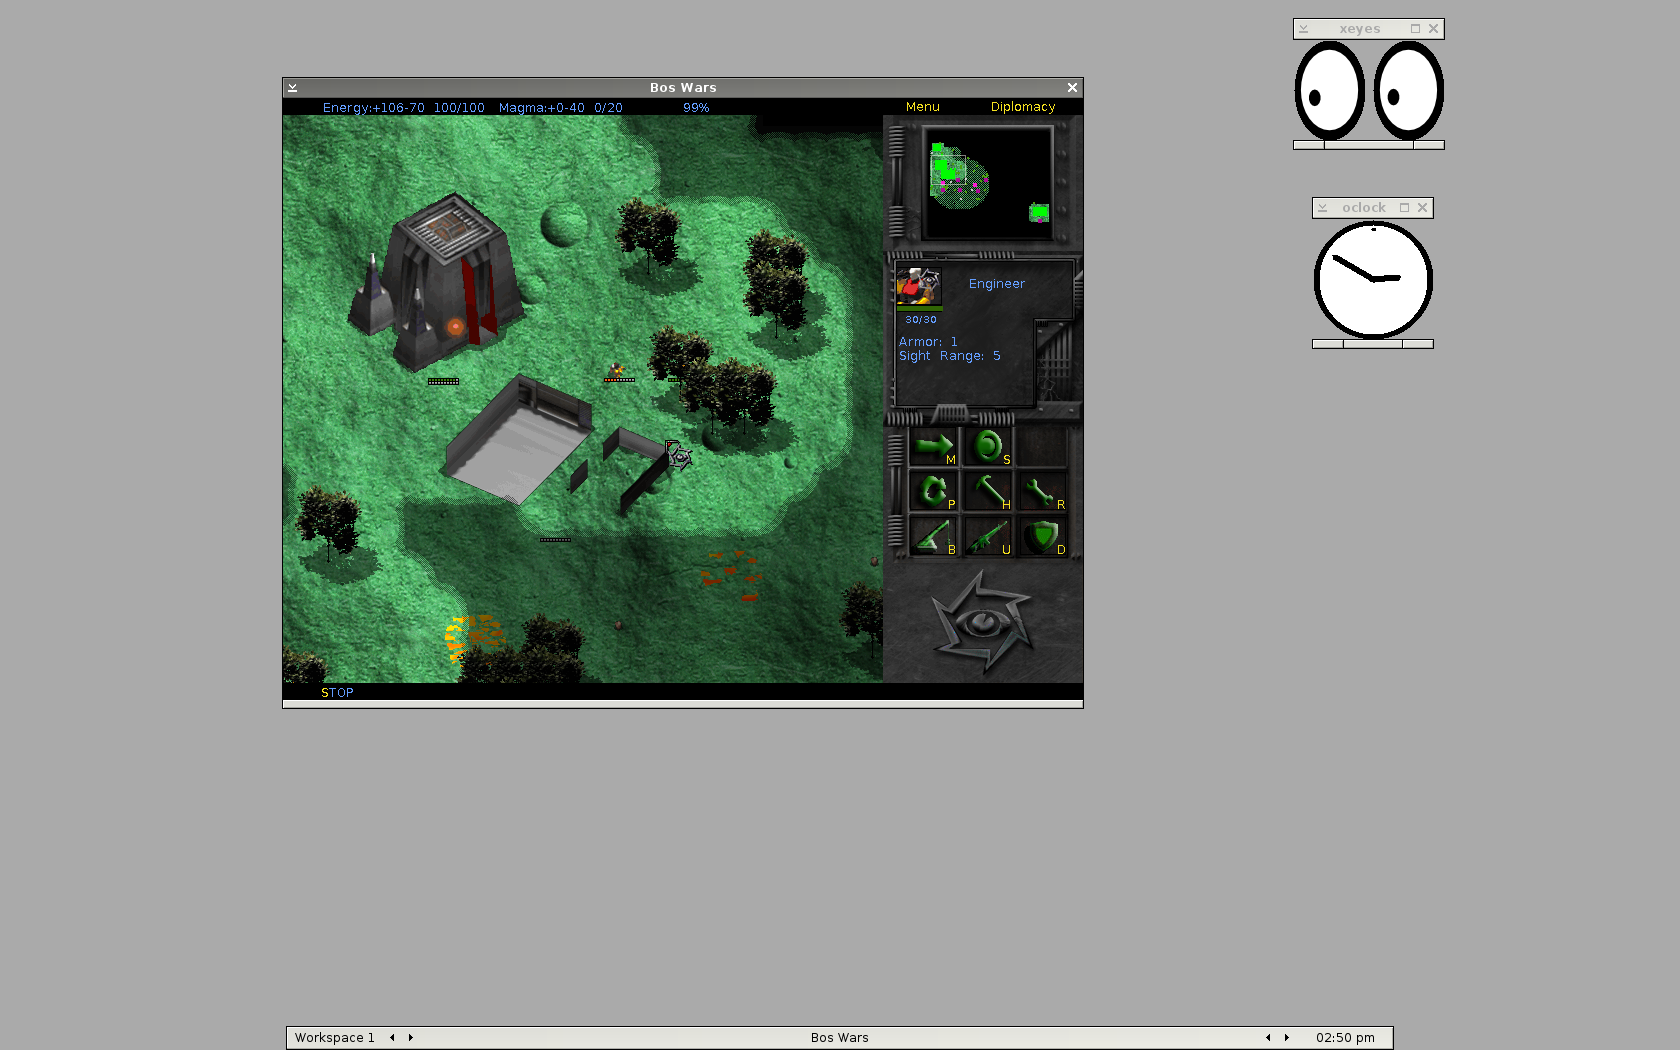 xeyes
Bos Wars
Energy:+106-70 100/100 Magma:+0-40 0/20 99% Menu Diplomacy
oclock
Engineer
30/30
Armor: 1
Sight Range: 5
M S
P H R
B U D
STOP
Workspace 1 Bos Wars 02:50 pm